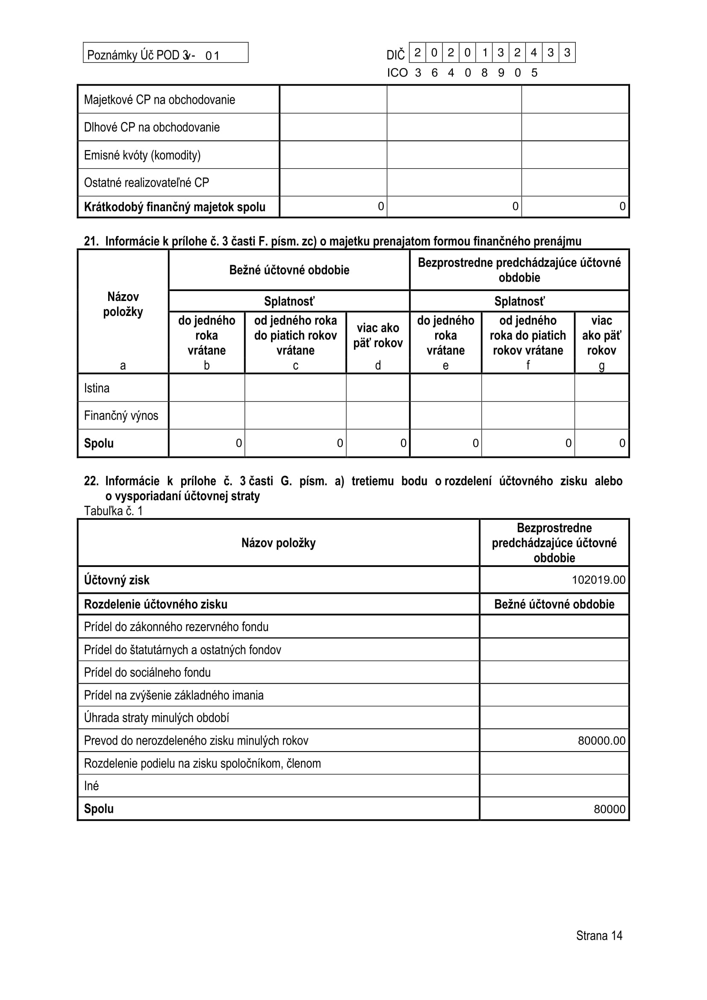 Poznámky Úč POD 3v- 01
DIČ 2 0 2 0 1 3 2 4 3 3
ICO 3 6 4 0 8 9 0 5
Majetkové CP na obchodovanie
Dlhové CP na obchodovanie
Emisné kvóty (komodity)
Ostatné realizovateľné CP
Krátkodobý finančný majetok spolu 0 0 0
21. Informácie k prílohe č. 3 časti F. písm. zc) o majetku prenajatom formou finančného prenájmu
Názov
položky
a
Bežné účtovné obdobie
Bezprostredne predchádzajúce účtovné
obdobie
Splatnosť
Splatnosť
do jedného
roka
vrátane
b
od jedného roka
do piatich rokov
vrátane
c
viac ako
päť rokov
d
do jedného
roka
vrátane
e
od jedného
roka do piatich
rokov vrátane
f
viac
ako päť
rokov
g
Istina
Finančný výnos
Spolu 0 0 0 0 0 0
22. Informácie k prílohe č. 3 časti G. písm. a) tretiemu bodu o rozdelení účtovného zisku alebo
o vysporiadaní účtovnej straty
Tabuľka č. 1
Názov položky
Bezprostredne
predchádzajúce účtovné
obdobie
Účtovný zisk 102019.00
Rozdelenie účtovného zisku Bežné účtovné obdobie
Prídel do zákonného rezervného fondu
Prídel do štatutárnych a ostatných fondov
Prídel do sociálneho fondu
Prídel na zvýšenie základného imania
Úhrada straty minulých období
Prevod do nerozdeleného zisku minulých rokov 80000.00
Rozdelenie podielu na zisku spoločníkom, členom
Iné
Spolu 80000
Strana 14